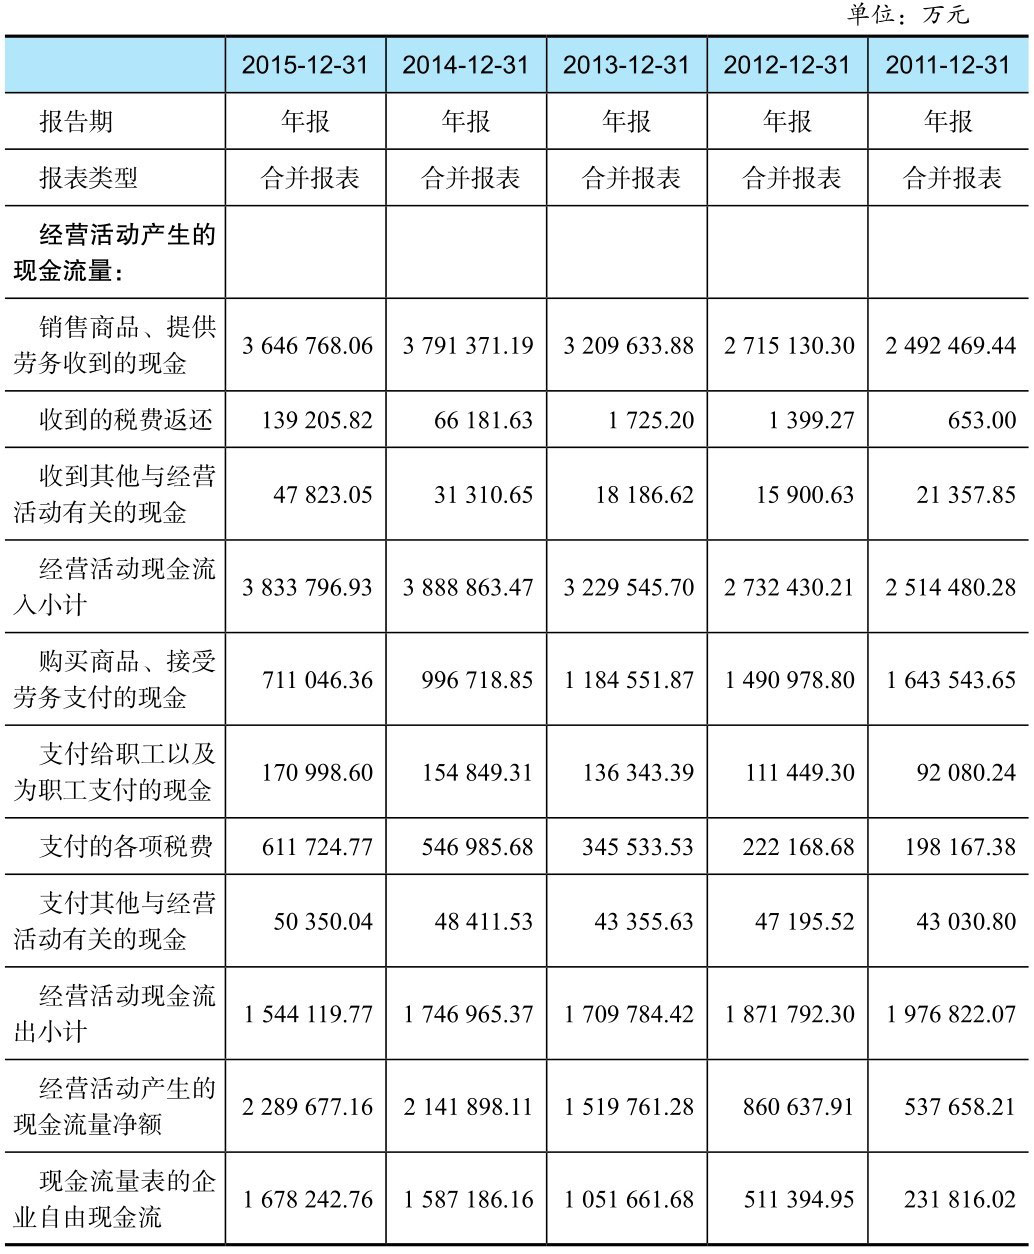 单位：万元
2015-12-31 2014-12-31 2013-12-31 2012-12-31 2011-12-31
报告期 年报 年报 年报 年报 年报
报表类型 合并报表 合并报表 合并报表 合并报表 合并报表
经营活动产生的
现金流量：
销售商品、提供
劳务收到的现金 3 646 768.06 3 791 371.19 3 209 633.88 2 715 130.30 2 492 469.44
收到的税费返还 139 205.82 66 181.63 1 725.20 1 399.27 653.00
收到其他与经营
活动有关的现金 47 823.05 31 310.65 18 186.62 15 900.63 21 357.85
经营活动现金流
入小计 3 833 796.93 3 888 863.47 3 229 545.70 2 732 430.21 2 514 480.28
购买商品、接受
劳务支付的现金 711 046.36 996 718.85 1 184 551.87 1 490 978.80 1 643 543.65
支付给职工以及
为职工支付的现金 170 998.60 154 849.31 136 343.39 111 449.30 92 080.24
支付的各项税费 611 724.77 546 985.68 345 533.53 222 168.68 198 167.38
支付其他与经营
活动有关的现金 50 350.04 48 411.53 43 355.63 47 195.52 43 030.80
经营活动现金流
出小计 1 544 119.77 1 746 965.37 1 709 784.42 1 871 792.30 1 976 822.07
经营活动产生的
现金流量净额 2 289 677.16 2 141 898.11 1 519 761.28 860 637.91 537 658.21
现金流量表的企
业自由现金流 1 678 242.76 1 587 186.16 1 051 661.68 511 394.95 231 816.02